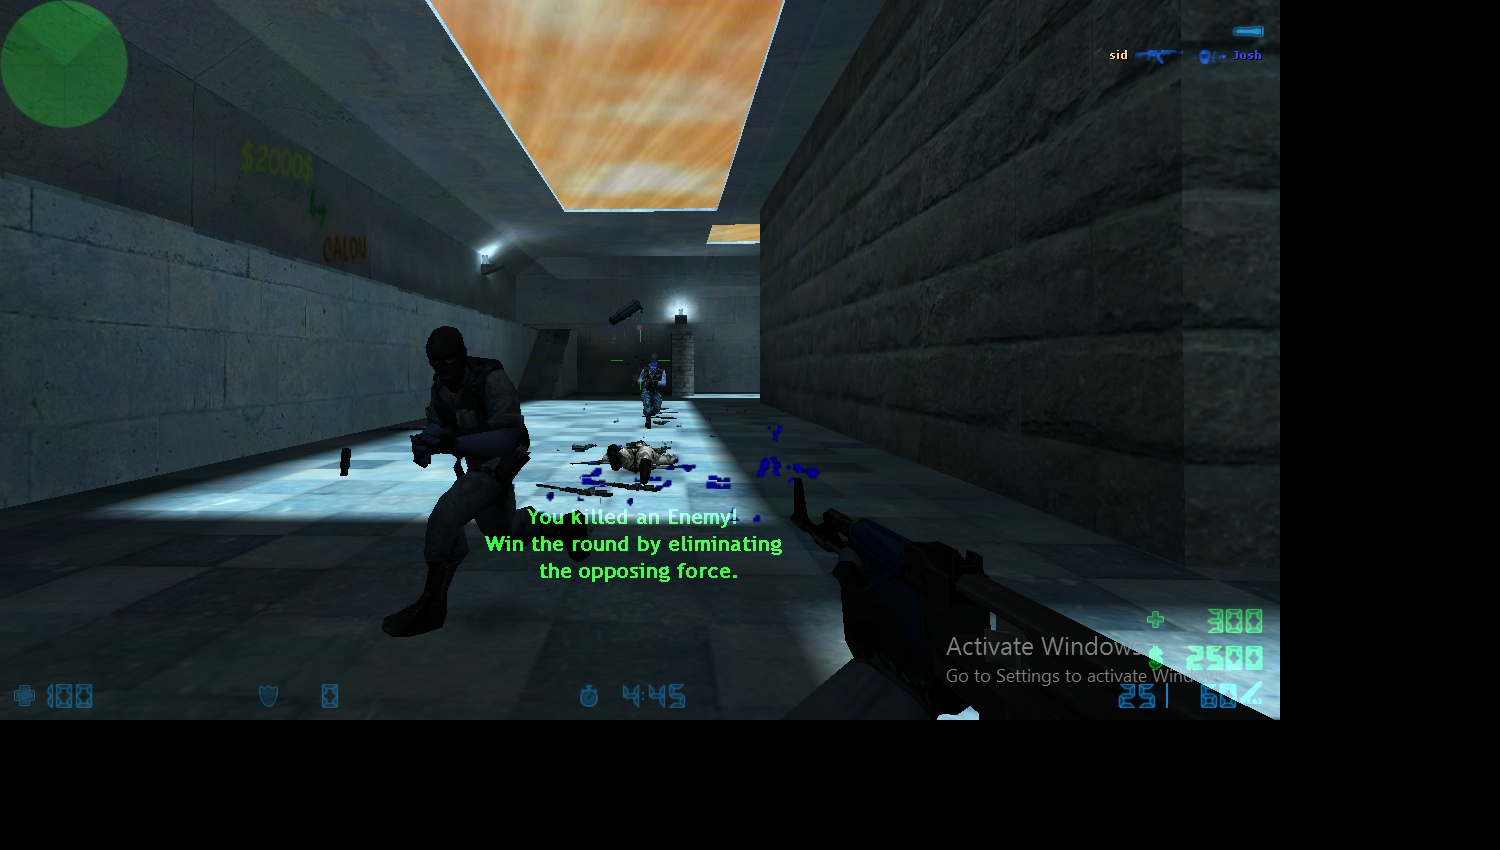 sid Josh
$2000$
by
CALOU
You killed an Enemy!
Win the round by eliminating
the opposing force.
300
$ 2500
Activate Windows
Go to Settings to activate
100 0 4:45 25| 60